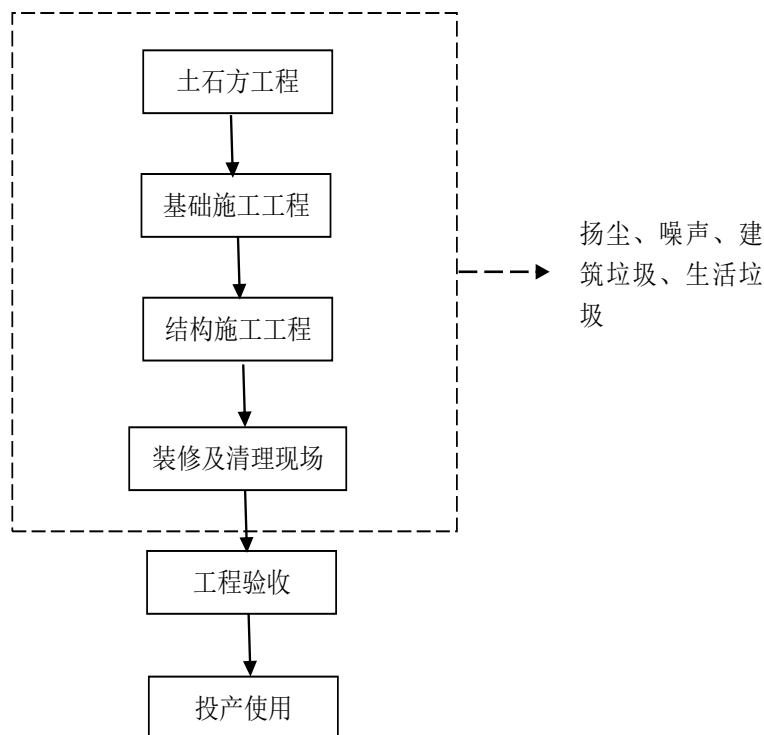 土石方工程
基础施工工程
扬尘、噪声、建
筑垃圾、生活垃
圾
结构施工工程
装修及清理现场
工程验收
投产使用